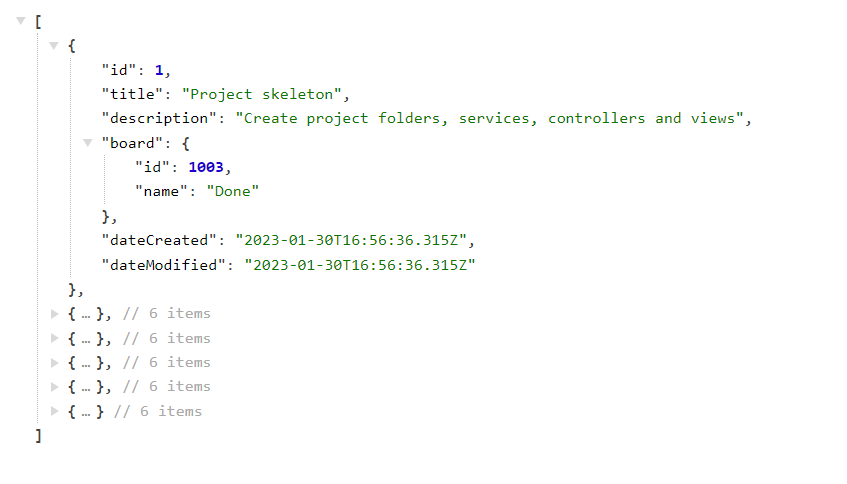 [
{
"id": 1,
"title": "Project skeleton",
"description": "Create project folders, services, controllers and views",
"board": {
"id": 1003,
"name": "Done"
},
"dateCreated": "2023-01-30T16:56:36.315Z",
"dateModified": "2023-01-30T16:56:36.315Z"
},
{ … }, // 6 items
{ … }, // 6 items
{ … }, // 6 items
{ … }, // 6 items
{ … } // 6 items
]